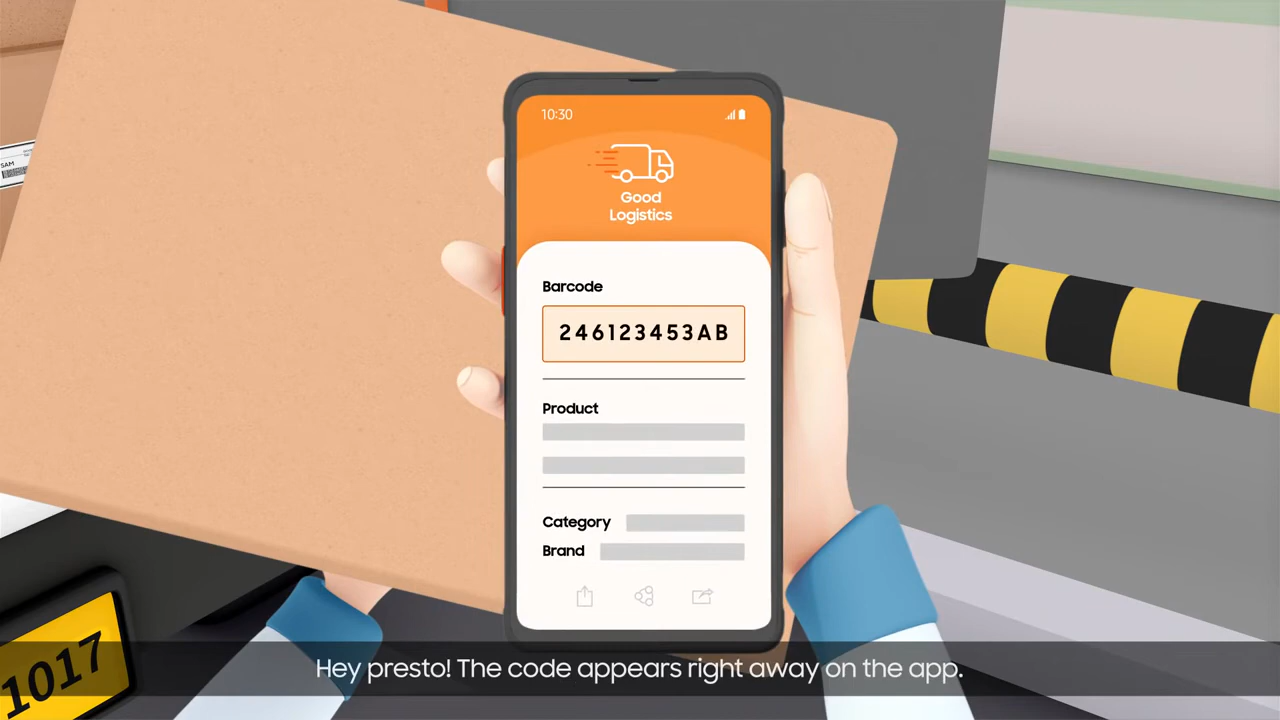 SAM
10:30
Good
Logistics
Barcode
246123453AB
Product
Category
Brand
1017
Hey presto! The code appears right away on the app.